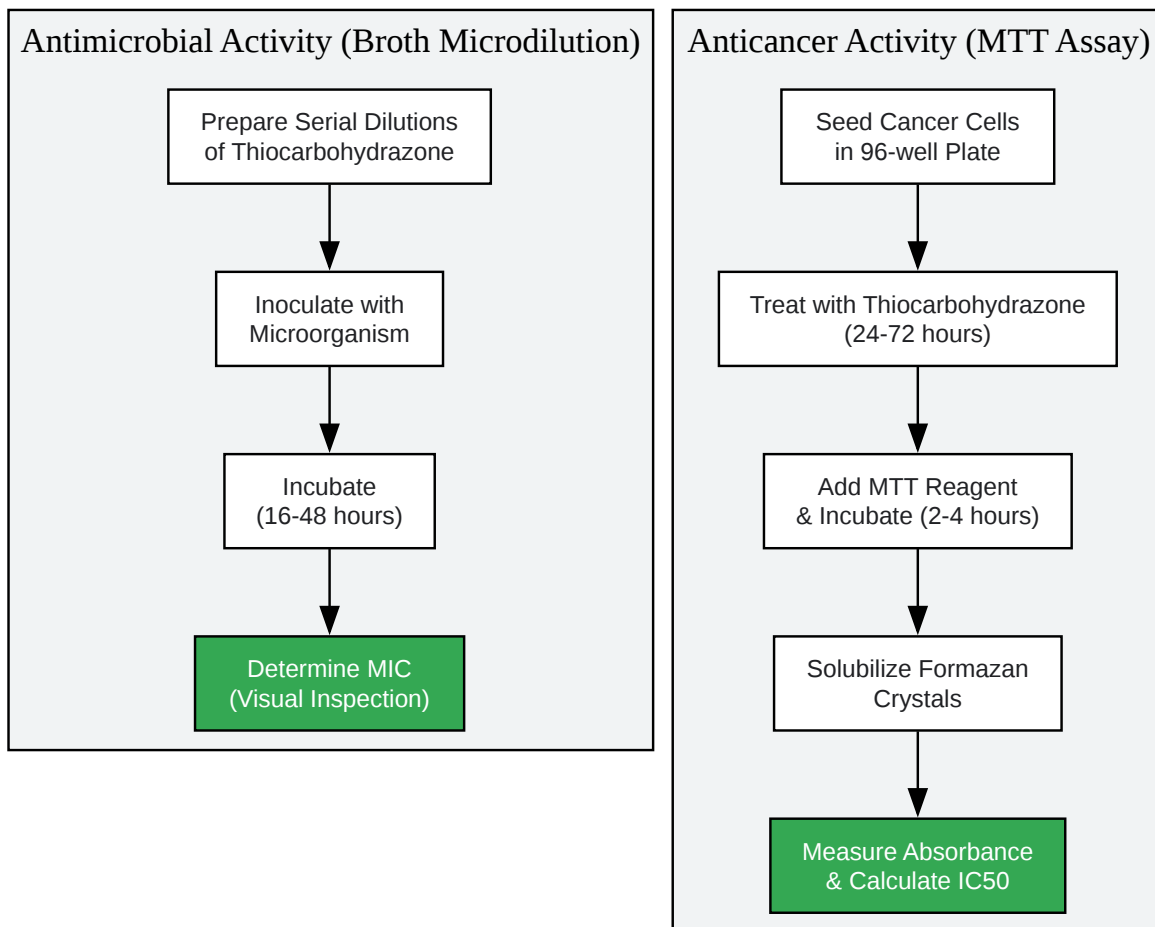 Antimicrobial Activity (Broth Microdilution)
Prepare Serial Dilutions
of Thiocarbohydrazone
Inoculate with
Microorganism
Incubate
(16-48 hours)
Determine MIC
(Visual Inspection)
Anticancer Activity (MTT Assay)
Seed Cancer Cells
in 96-well Plate
Treat with Thiocarbohydrazone
(24-72 hours)
Add MTT Reagent
& Incubate (2-4 hours)
Solubilize Formazan
Crystals
Measure Absorbance
& Calculate IC50